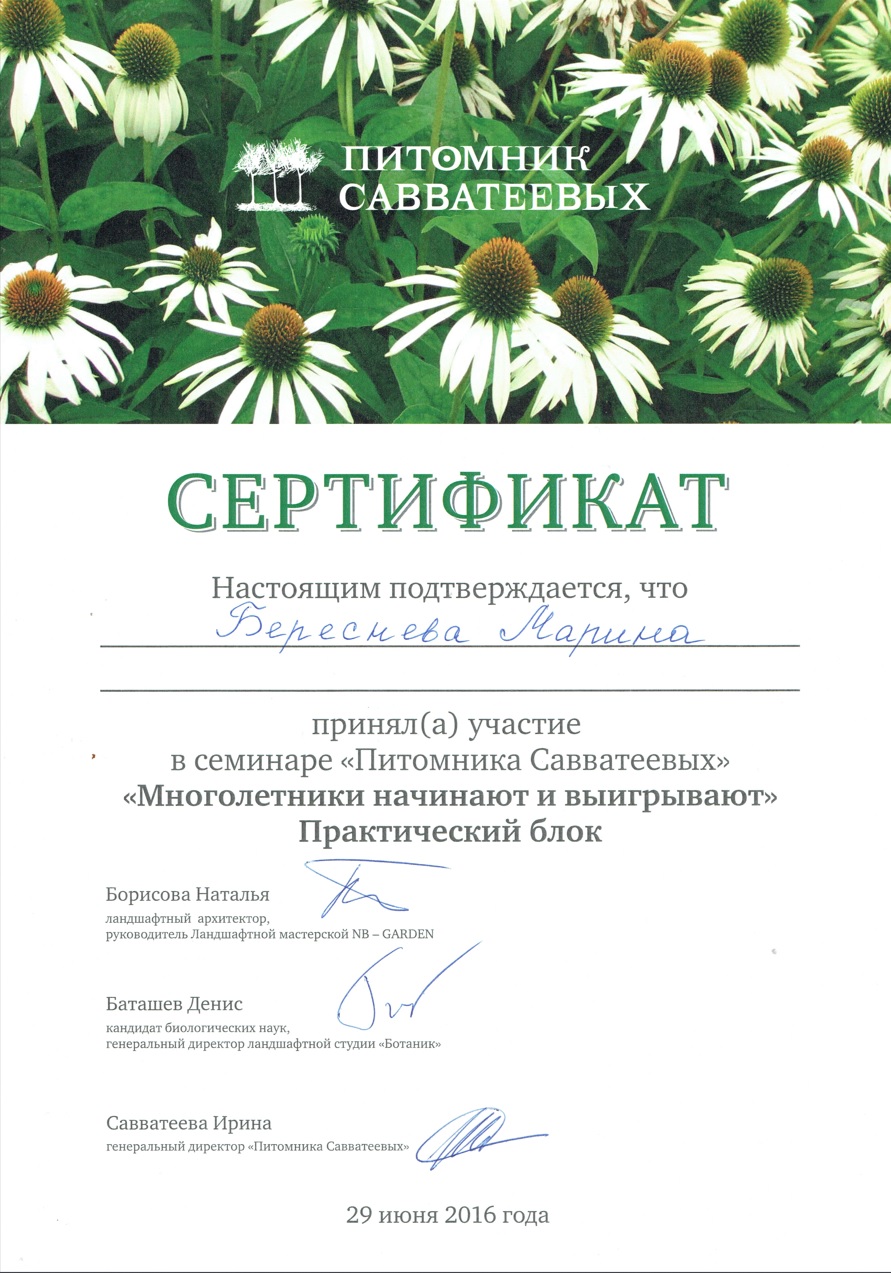 ПИТОМНИК
САВВАТЕЕВЫХ
СЕРТИФИКАТ
Настоящим подтверждается, что
Береснева Марина
принял(а) участие
в семинаре «Питомника Савватеевых»
«Многолетники начинают и выигрывают»
Практический блок
Борисова Наталья
ландшафтный архитектор,
руководитель Ландшафтной мастерской NB – GARDEN
Баташев Денис
кандидат биологических наук,
генеральный директор ландшафтной студии «Ботаник»
Савватеева Ирина
генеральный директор «Питомника Савватеевых»
29 июня 2016 года